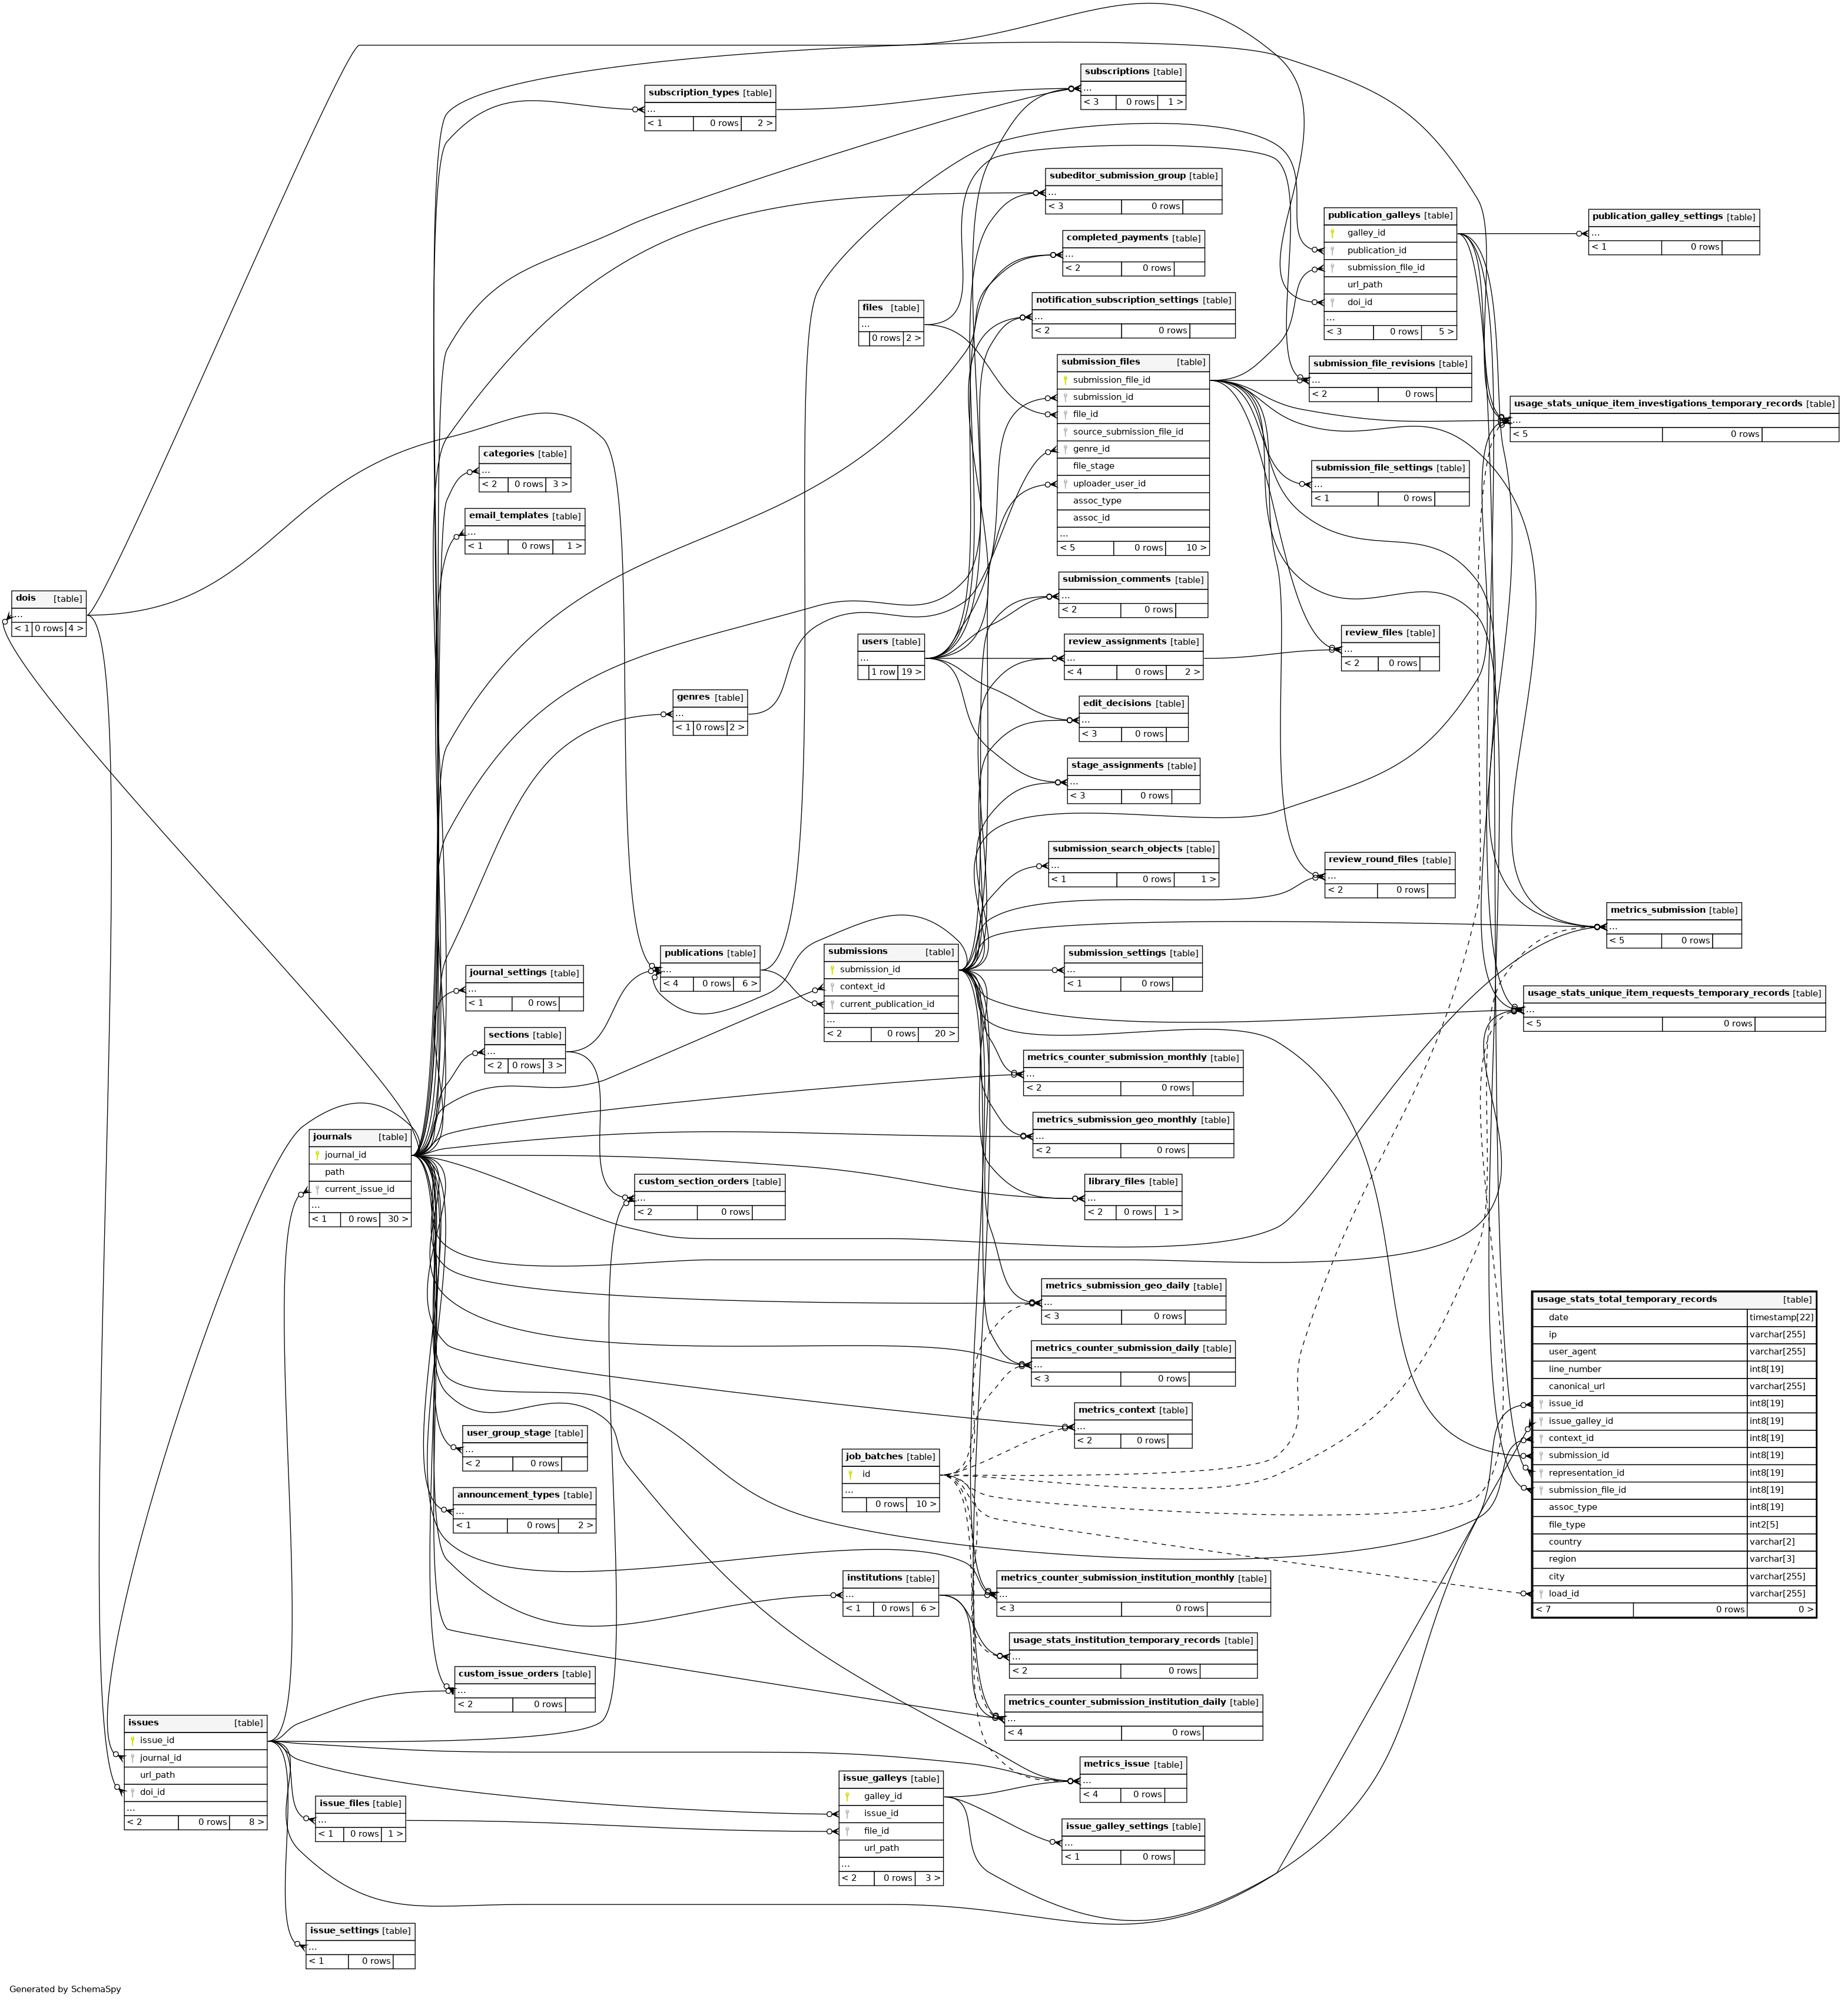 subscriptions [table]
...
< 3 0 rows 1 >
subscription_types [table]
...
< 1 0 rows 2 >
subeditor_submission_group [table]
...
< 3 0 rows
publication_galleys [table]
galley_id
publication_id
submission_file_id
url_path
doi_id
...
< 3 0 rows 5 >
publication_galley_settings [table]
...
< 1 0 rows
completed_payments [table]
...
< 2 0 rows
notification_subscription_settings [table]
...
< 2 0 rows
files [table]
...
0 rows 2 >
submission_files [table]
submission_file_id
submission_id
file_id
source_submission_file_id
genre_id
file_stage
uploader_user_id
assoc_type
assoc_id
...
< 5 0 rows 10 >
submission_file_revisions [table]
...
< 2 0 rows
usage_stats_unique_item_investigations_temporary_records [table]
...
< 5 0 rows
categories [table]
...
< 2 0 rows 3 >
submission_file_settings [table]
...
< 1 0 rows
email_templates [table]
...
< 1 0 rows 1 >
submission_comments [table]
...
< 2 0 rows
dois [table]
...
< 1 0 rows 4 >
users [table]
...
1 row 19 >
review_assignments [table]
...
< 4 0 rows 2 >
review_files [table]
...
< 2 0 rows
genres [table]
...
< 1 0 rows 2 >
edit_decisions [table]
...
< 3 0 rows
stage_assignments [table]
...
< 3 0 rows
submission_search_objects [table]
...
< 1 0 rows 1 >
review_round_files [table]
...
< 2 0 rows
metrics_submission [table]
...
< 5 0 rows
publications [table]
...
< 4 0 rows 6 >
submissions [table]
submission_id
context_id
current_publication_id
...
< 2 0 rows 20 >
submission_settings [table]
...
< 1 0 rows
journal_settings [table]
...
< 1 0 rows
usage_stats_unique_item_requests_temporary_records [table]
...
< 5 0 rows
sections [table]
...
< 2 0 rows 3 >
metrics_counter_submission_monthly [table]
...
< 2 0 rows
metrics_submission_geo_monthly [table]
...
< 2 0 rows
journals [table]
journal_id
path
current_issue_id
...
< 1 0 rows 30 >
custom_section_orders [table]
...
< 2 0 rows
library_files [table]
...
< 2 0 rows 1 >
metrics_submission_geo_daily [table]
...
< 3 0 rows
usage_stats_total_temporary_records [table]
date timestamp[22]
ip varchar[255]
user_agent varchar[255]
line_number int8[19]
canonical_url varchar[255]
issue_id int8[19]
issue_galley_id int8[19]
context_id int8[19]
submission_id int8[19]
representation_id int8[19]
submission_file_id int8[19]
assoc_type int8[19]
file_type int2[5]
country varchar[2]
region varchar[3]
city varchar[255]
load_id varchar[255]
< 7 0 rows 0 >
metrics_counter_submission_daily [table]
...
< 3 0 rows
metrics_context [table]
...
< 2 0 rows
user_group_stage [table]
...
< 2 0 rows
job_batches [table]
id
...
0 rows 10 >
announcement_types [table]
...
< 1 0 rows 2 >
institutions [table]
...
< 1 0 rows 6 >
metrics_counter_submission_institution_monthly [table]
...
< 3 0 rows
usage_stats_institution_temporary_records [table]
...
< 2 0 rows
custom_issue_orders [table]
...
< 2 0 rows
metrics_counter_submission_institution_daily [table]
...
< 4 0 rows
issues [table]
issue_id
journal_id
url_path
doi_id
...
< 2 0 rows 8 >
metrics_issue [table]
...
< 4 0 rows
issue_galleys [table]
galley_id
issue_id
file_id
url_path
...
< 2 0 rows 3 >
issue_files [table]
...
< 1 0 rows 1 >
issue_galley_settings [table]
...
< 1 0 rows
issue_settings [table]
...
< 1 0 rows
Generated by SchemaSpy